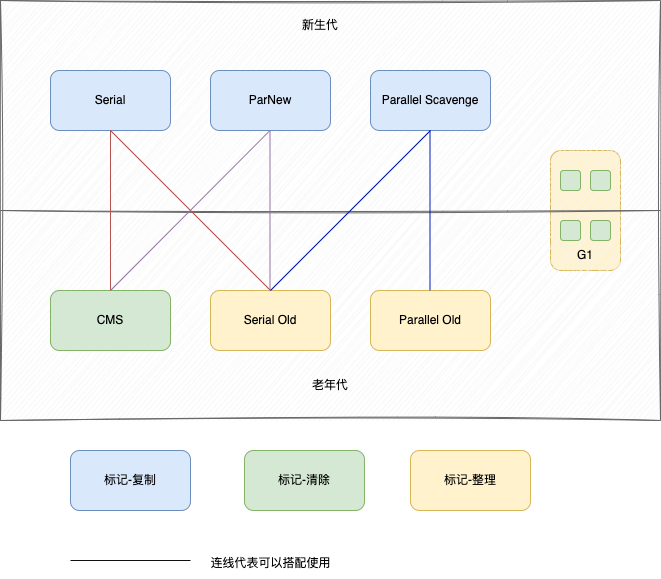 新生代
Serial
ParNew
Parallel Scavenge
G1
CMS
Serial Old
Parallel Old
老年代
标记-复制
标记-清除
标记-整理
连线代表可以搭配使用